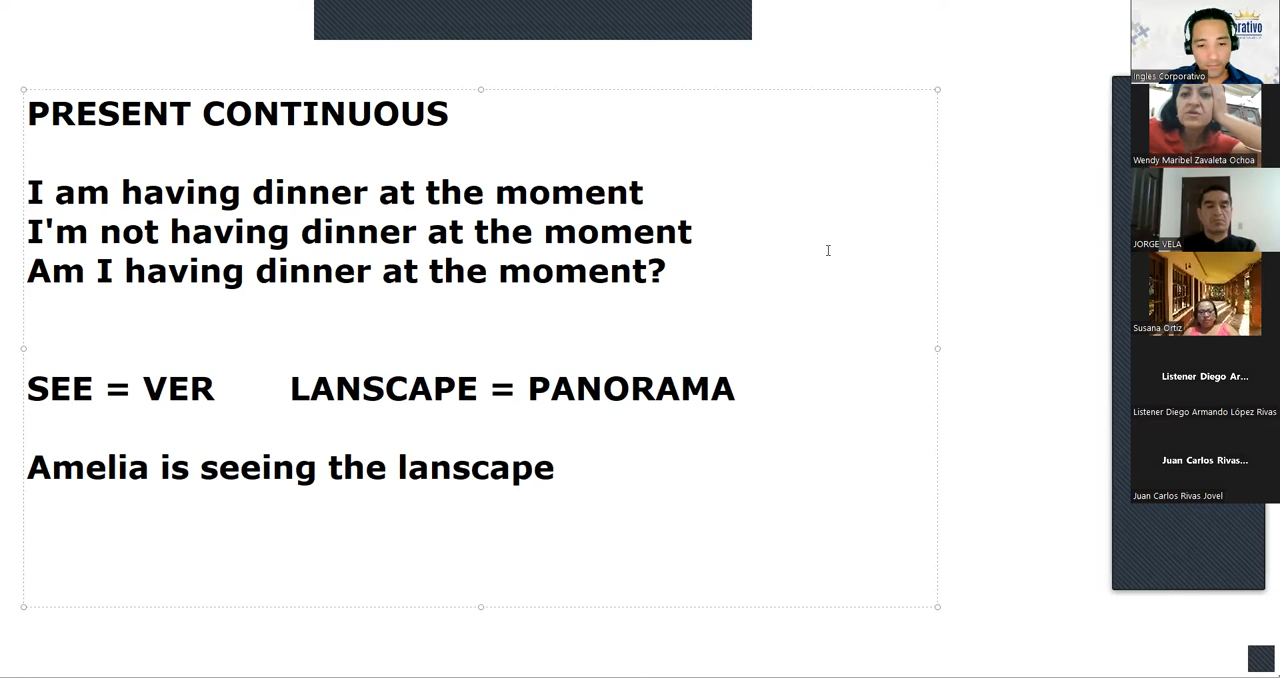 PRESENT CONTINUOUS
I am having dinner at the moment
I'm not having dinner at the moment
Am I having dinner at the moment?
SEE = VER LANSCAPE = PANORAMA
Amelia is seeing the lanscape
Ingles Corporativo
Wendy Maribel Zavaleta Ochoa
JORGE VELA
Susana Ortiz
Listener Diego Ar...
Listener Diego Armando López Rivas
Juan Carlos Rivas...
Juan Carlos Rivas Jovel